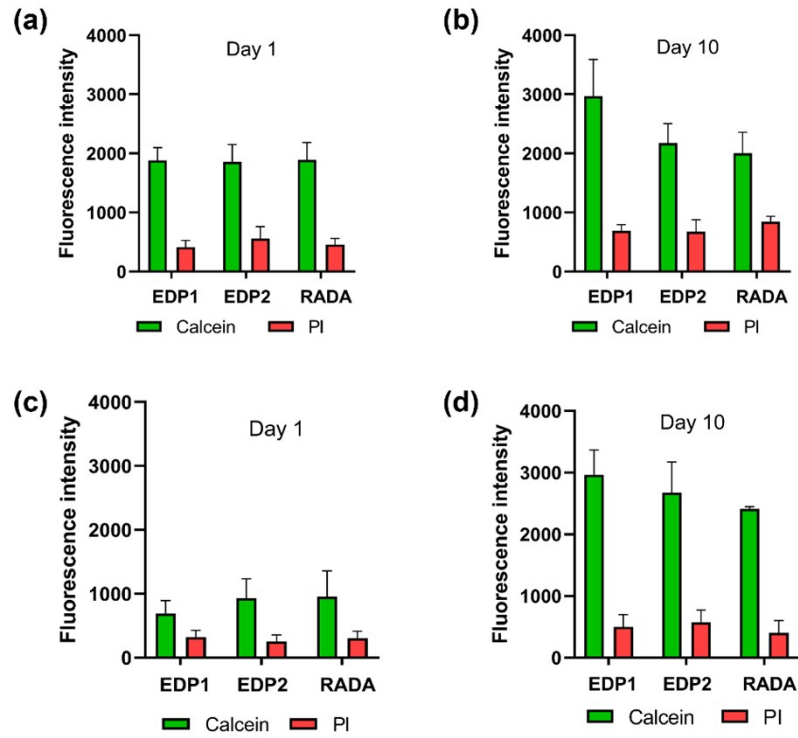 (a)
Day 1
Fluorescence intensity
4000
3000
2000
1000
0
EDP1 EDP2 RADA
Calcein PI
(b)
Day 10
Fluorescence intensity
4000
3000
2000
1000
0
EDP1 EDP2 RADA
Calcein PI
(c)
Day 1
Fluorescence intensity
4000
3000
2000
1000
0
EDP1 EDP2 RADA
Calcein PI
(d)
Day 10
Fluorescence intensity
4000
3000
2000
1000
0
EDP1 EDP2 RADA
Calcein PI